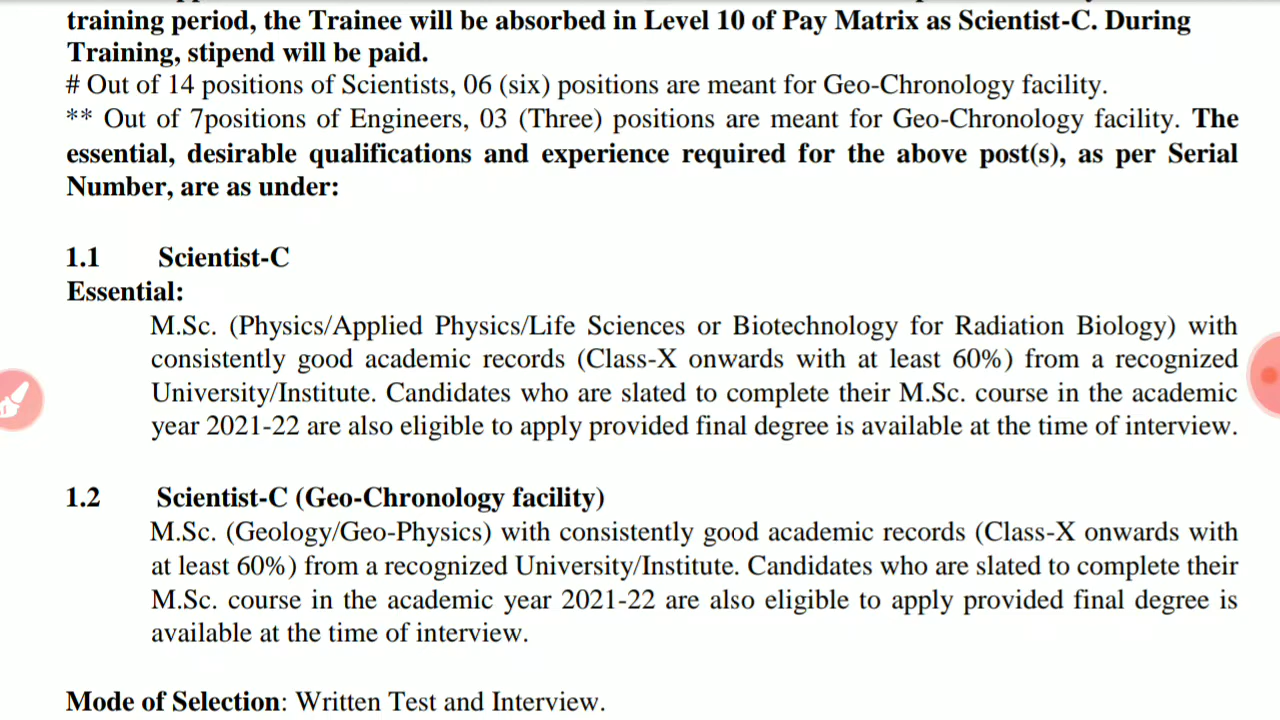 training period, the Trainee will be absorbed in Level 10 of Pay Matrix as Scientist-C. During
Training, stipend will be paid.
# Out of 14 positions of Scientists, 06 (six) positions are meant for Geo-Chronology facility.
** Out of 7positions of Engineers, 03 (Three) positions are meant for Geo-Chronology facility. The
essential, desirable qualifications and experience required for the above post(s), as per Serial
Number, are as under:
1.1 Scientist-C
Essential:
M.Sc. (Physics/Applied Physics/Life Sciences or Biotechnology for Radiation Biology) with
consistently good academic records (Class-X onwards with at least 60%) from a recognized
University/Institute. Candidates who are slated to complete their M.Sc. course in the academic
year 2021-22 are also eligible to apply provided final degree is available at the time of interview.
1.2 Scientist-C (Geo-Chronology facility)
M.Sc. (Geology/Geo-Physics) with consistently good academic records (Class-X onwards with
at least 60%) from a recognized University/Institute. Candidates who are slated to complete their
M.Sc. course in the academic year 2021-22 are also eligible to apply provided final degree is
available at the time of interview.
Mode of Selection: Written Test and Interview.